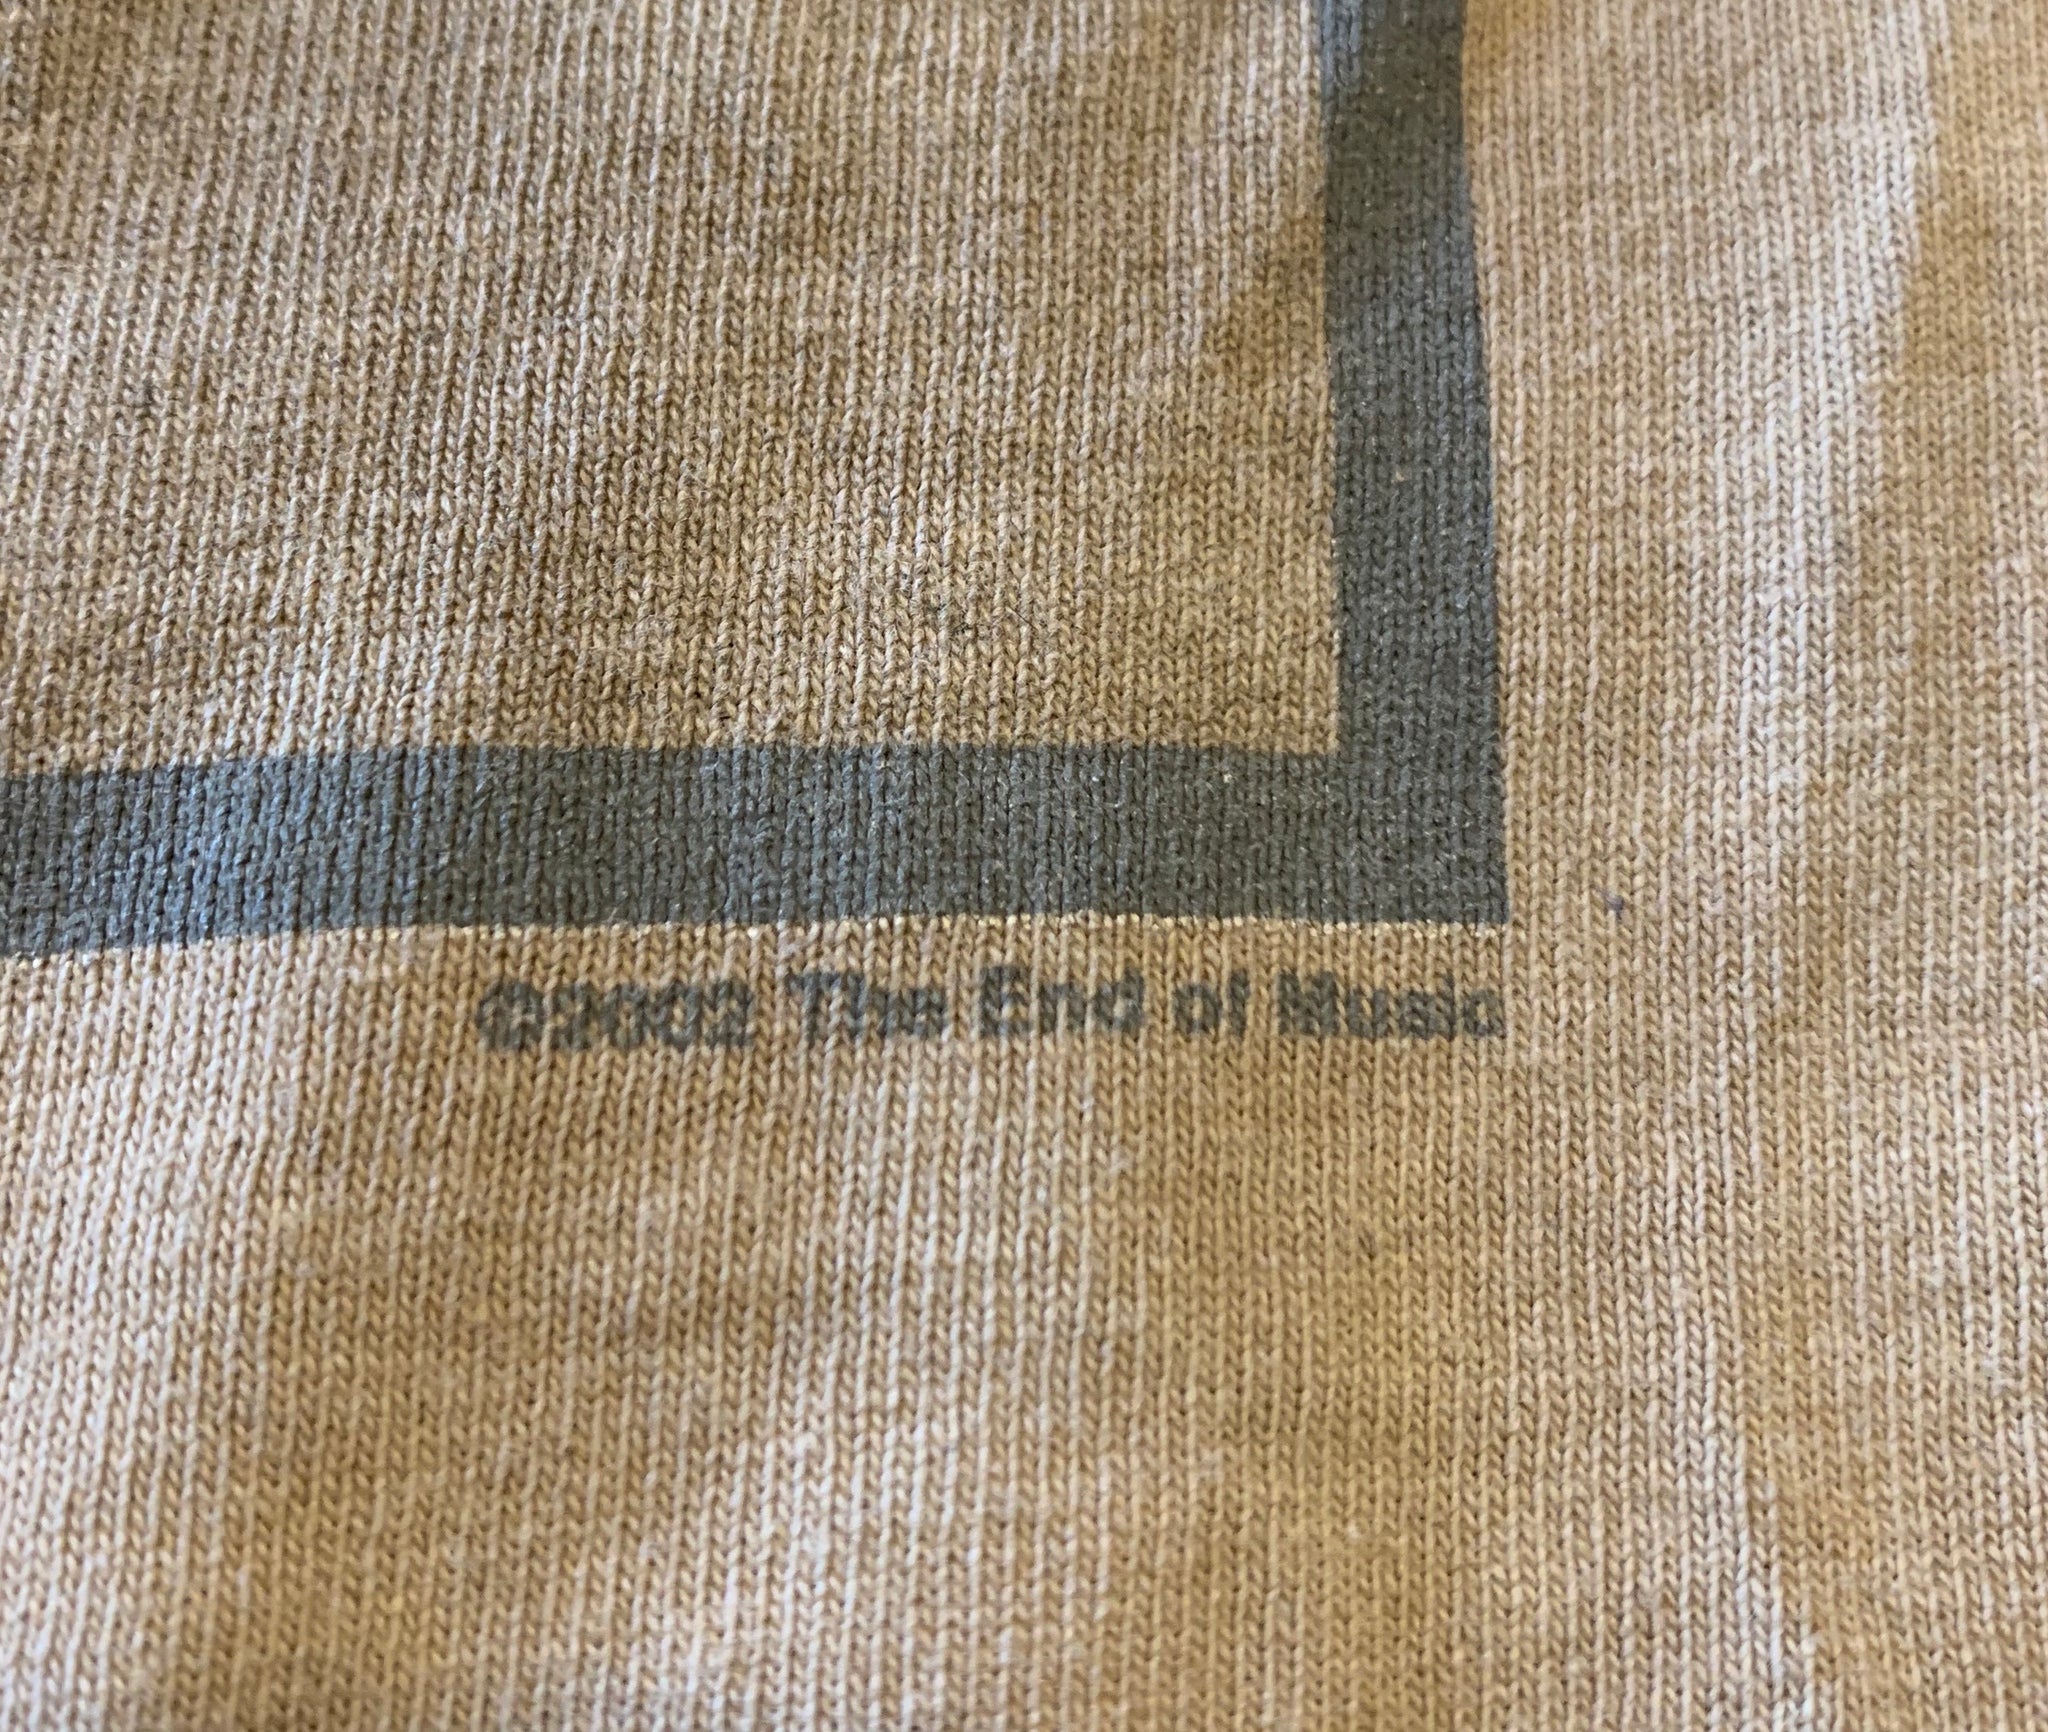 ©2002 The End of Music